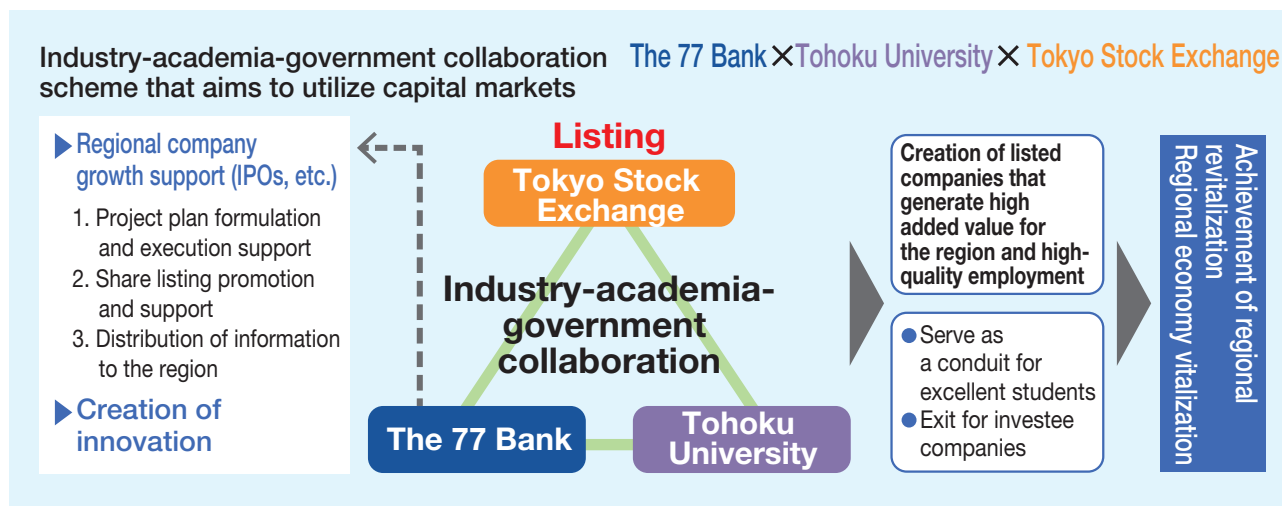 Industry-academia-government collaboration
scheme that aims to utilize capital markets
The 77 Bank×Tohoku University×Tokyo Stock Exchange
Regional company
growth support (IPOs, etc.)
1. Project plan formulation
and execution support
2. Share listing promotion
and support
3. Distribution of information
to the region
Creation of
innovation
Listing
Tokyo Stock
Exchange
Industry-academia-
government
collaboration
The 77 Bank
Tohoku
University
Creation of listed
companies that
generate high
added value for
the region and high-
quality employment
●Serve as
a conduit for
excellent students
●Exit for investee
companies
Achievement of regional
revitalization
Regional economy vitalization